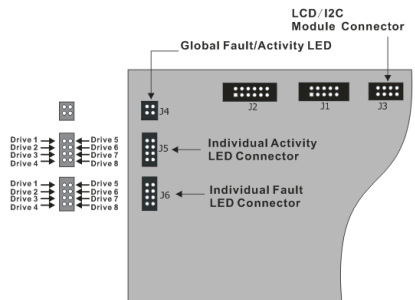 LCD/I2C
Module Connector
Global Fault/Activity LED
J4
J2
J1
J3
Drive 1
Drive 2
Drive 3
Drive 4
Drive 5
Drive 6
Drive 7
Drive 8
J5
Individual Activity
LED Connector
Drive 1
Drive 2
Drive 3
Drive 4
Drive 5
Drive 6
Drive 7
Drive 8
J6
Individual Fault
LED Connector